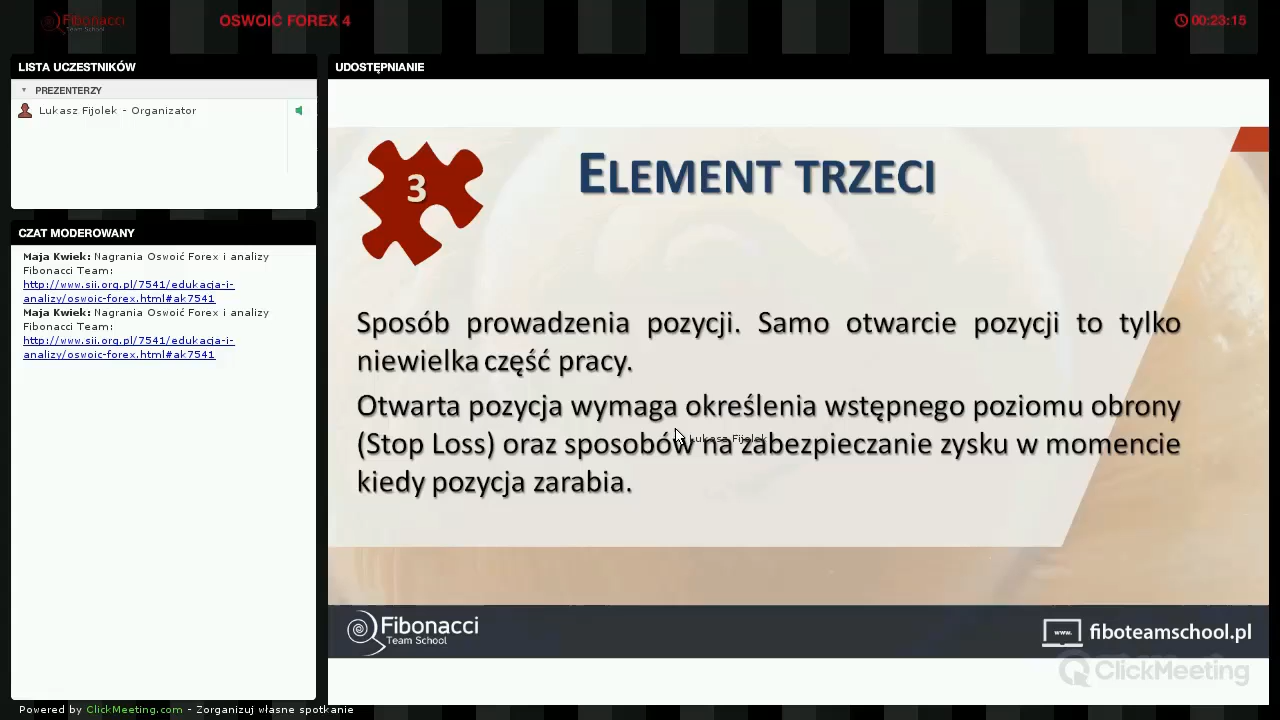 Fibonacci
Team School
OSWOIĆ FOREX 4
00:23:15
LISTA UCZESTNIKÓW
PREZENTERZY
Lukasz Fijolek - Organizator
CZAT MODEROWANY
Maja Kwiek: Nagrania Oswoić Forex i analizy
Fibonacci Team:
http://www.sii.org.pl/7541/edukacja-i-
analizy/oswoic-forex.html#ak7541
Maja Kwiek: Nagrania Oswoić Forex i analizy
Fibonacci Team:
http://www.sii.org.pl/7541/edukacja-i-
analizy/oswoic-forex.html#ak7541
UDOSTĘPNIANIE
3
ELEMENT TRZECI
Sposób prowadzenia pozycji. Samo otwarcie pozycji to tylko
niewielka część pracy.
Otwarta pozycja wymaga określenia wstępnego poziomu obrony
Lukasz Fijolek
(Stop Loss) oraz sposobów na zabezpieczanie zysku w momencie
kiedy pozycja zarabia.
Fibonacci
Team School
www.
fiboteamschool.pl
ClickMeeting
Powered by ClickMeeting.com - Zorganizuj własne spotkanie